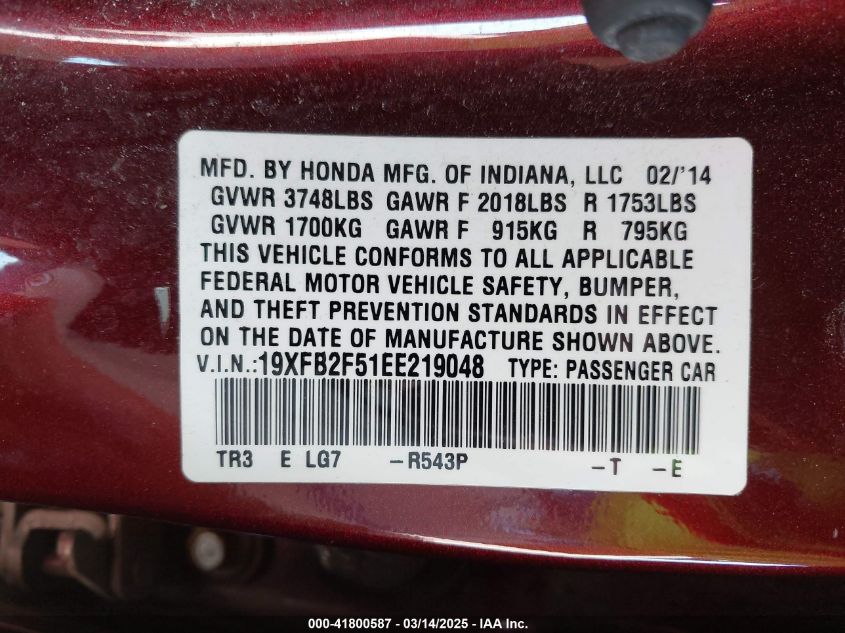 MFD. BY HONDA MFG. OF INDIANA, LLC 02/'14
GVWR 3748LBS GAWR F 2018LBS R 1753LBS
GVWR 1700KG GAWR F 915KG R 795KG
THIS VEHICLE CONFORMS TO ALL APPLICABLE
FEDERAL MOTOR VEHICLE SAFETY, BUMPER,
AND THEFT PREVENTION STANDARDS IN EFFECT
ON THE DATE OF MANUFACTURE SHOWN ABOVE.
V.I.N.:19XFB2F51EE219048 TYPE: PASSENGER CAR
TR3 E LG7 –R543P –T –E
000-41800587 - 03/14/2025 - IAA Inc.